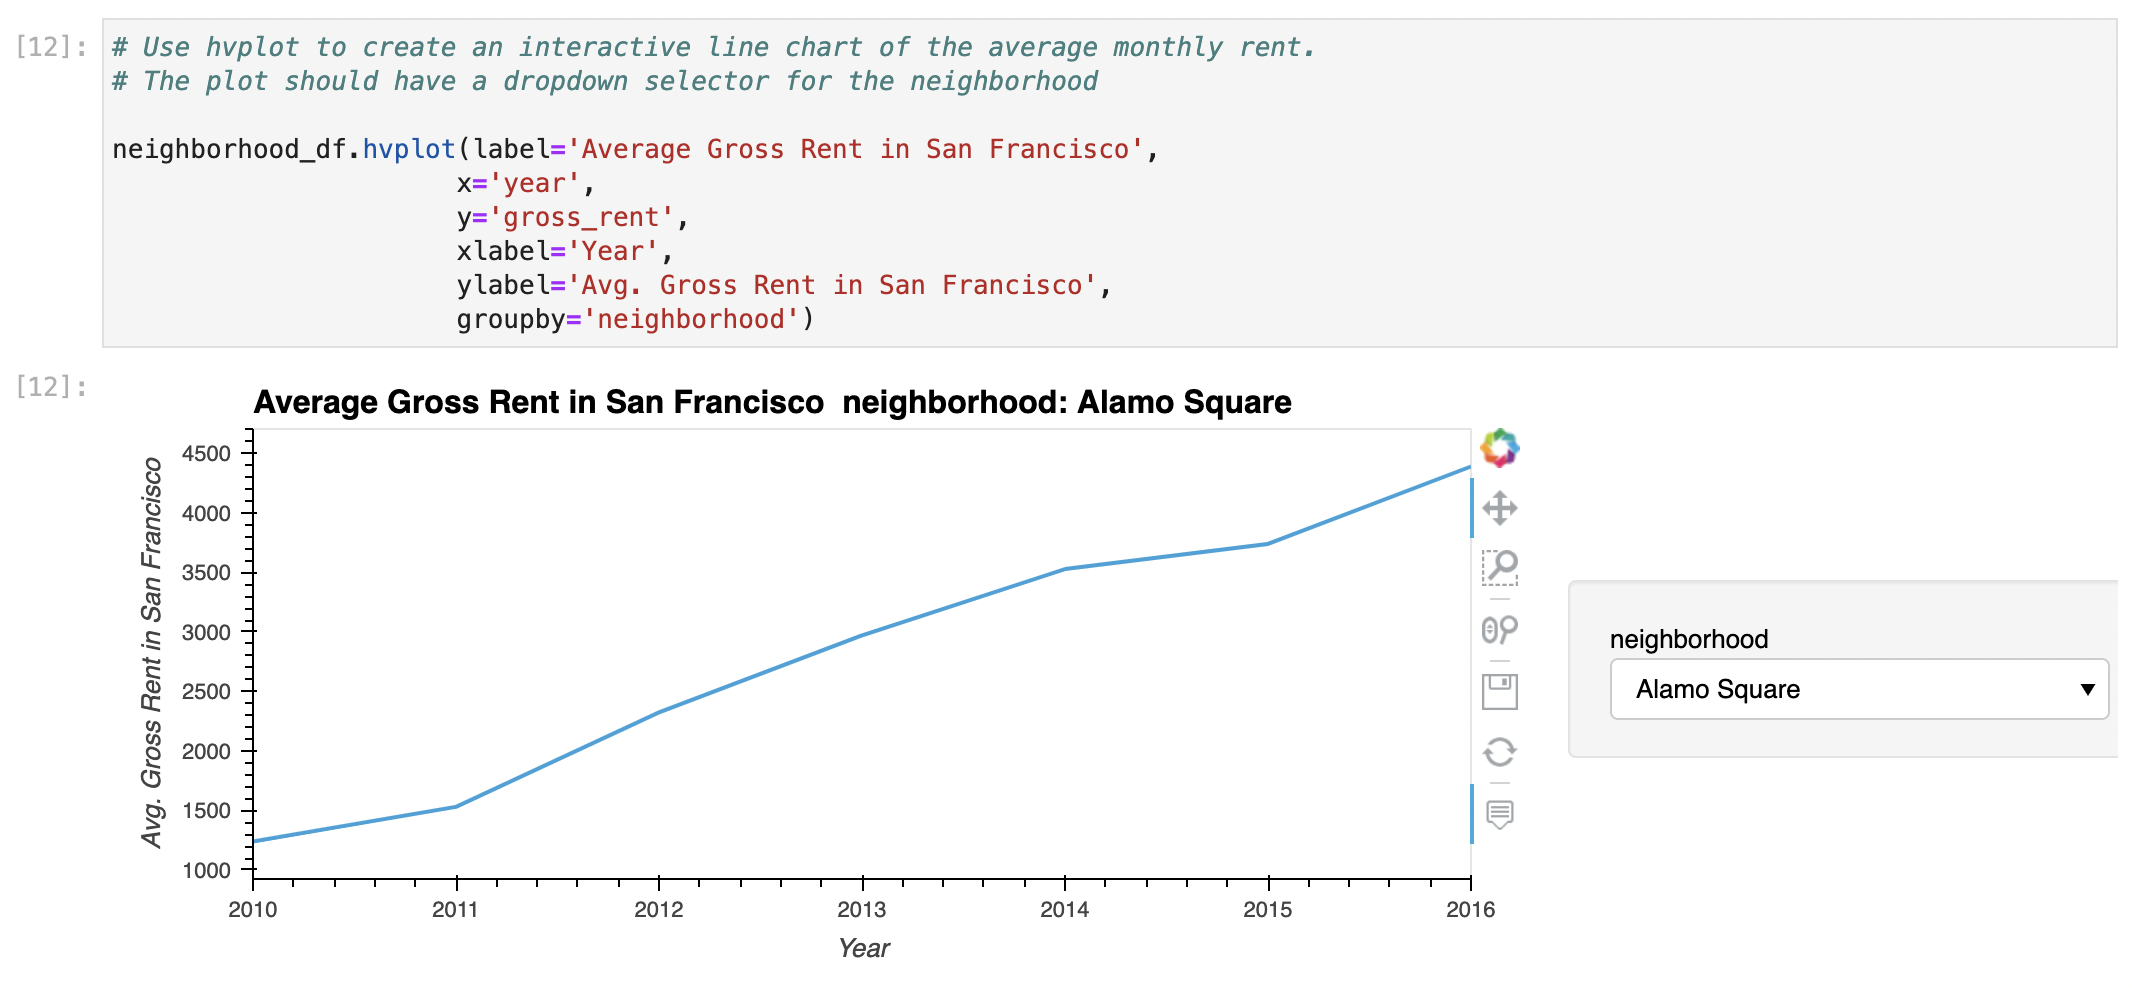 [12]:
# Use hvplot to create an interactive line chart of the average monthly rent.
# The plot should have a dropdown selector for the neighborhood
neighborhood_df.hvplot(label='Average Gross Rent in San Francisco',
x='year',
y='gross_rent',
xlabel='Year',
ylabel='Avg. Gross Rent in San Francisco',
groupby='neighborhood')
[12]:
Average Gross Rent in San Francisco  neighborhood: Alamo Square
Avg. Gross Rent in San Francisco
4500
4000
3500
3000
2500
2000
1500
1000
2010 2011 2012 2013 2014 2015 2016
Year
neighborhood
Alamo Square